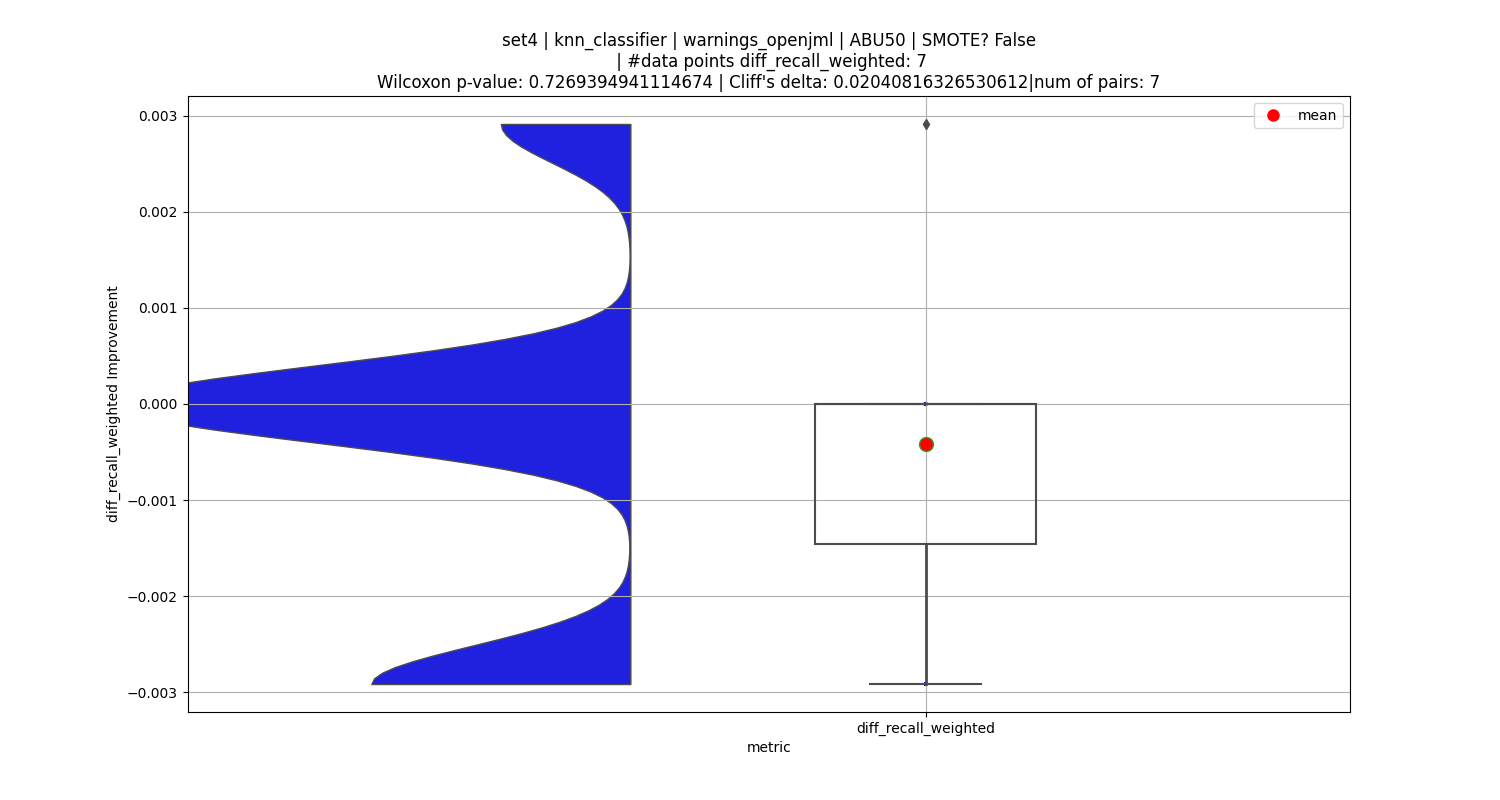 set4 | knn_classifier | warnings_openjml | ABU50 | SMOTE? False
| #data points diff_recall_weighted: 7
Wilcoxon p-value: 0.7269394941114674 | Cliff's delta: 0.02040816326530612|num of pairs: 7
mean
0.003
0.002
0.001
0.000
−0.001
−0.002
−0.003
diff_recall_weighted Improvement
diff_recall_weighted
metric